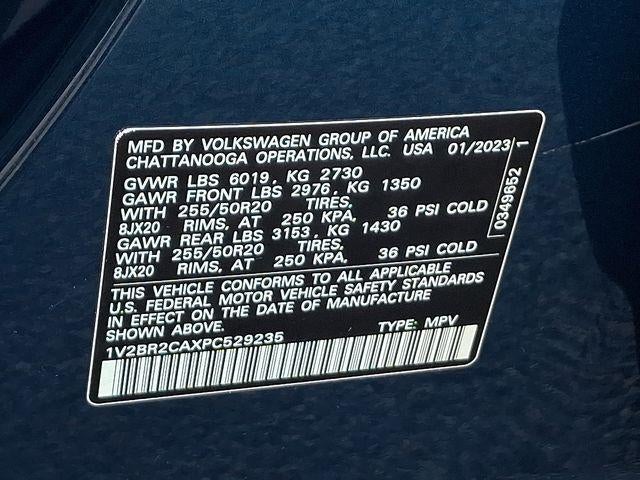 MFD BY VOLKSWAGEN GROUP OF AMERICA
CHATTANOOGA OPERATIONS, LLC. USA 01/2023
GVWR LBS 6019, KG 2730
GAWR FRONT LBS 2976, KG 1350
WITH 255/50R20 TIRES,
8JX20 RIMS, AT 250 KPA, 36 PSI COLD
GAWR REAR LBS 3153, KG 1430
WITH 255/50R20 TIRES,
8JX20 RIMS, AT 250 KPA, 36 PSI COLD
THIS VEHICLE CONFORMS TO ALL APPLICABLE
U.S. FEDERAL MOTOR VEHICLE SAFETY STANDARDS
IN EFFECT ON THE DATE OF MANUFACTURE
SHOWN ABOVE.
TYPE: MPV
1V2BR2CAXPC529235
0349652 1